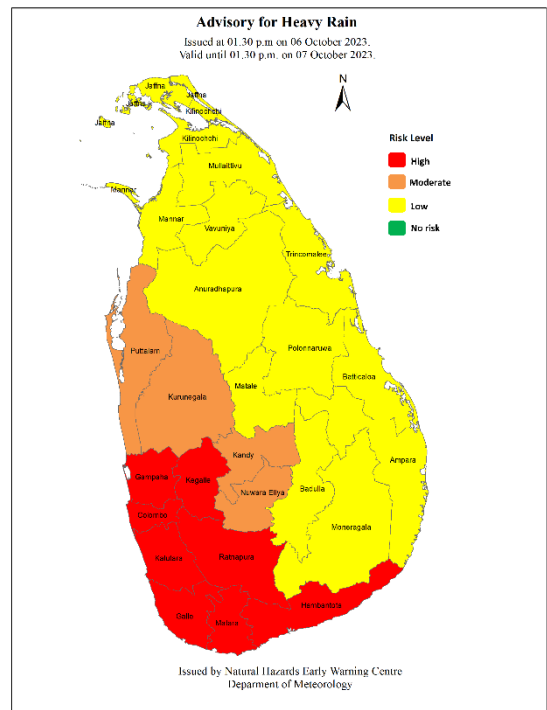 Advisory for Heavy Rain
Issued at 01.30 p.m on 06 October 2023.
Valid until 01.30 p.m. on 07 October 2023.
N
Jaffna
Jaffna
Jaffna
Kilinochchi
Jaffna
Kilinochchi
Mullaittivu
Mannar
Mannar
Vavuniya
Trincomalee
Anuradhapura
Risk Level
High
Moderate
Low
No risk
Puttalam
Polonnaruwa
Kurunegala
Matale
Batticaloa
Kandy
Ampara
Gampaha
Kegalle
Nuwara Eliya
Badulla
Colombo
Moneragala
Kalutara
Ratnapura
Hambantota
Galle
Matara
Issued by Natural Hazards Early Warning Centre
Deparment of Meteorology